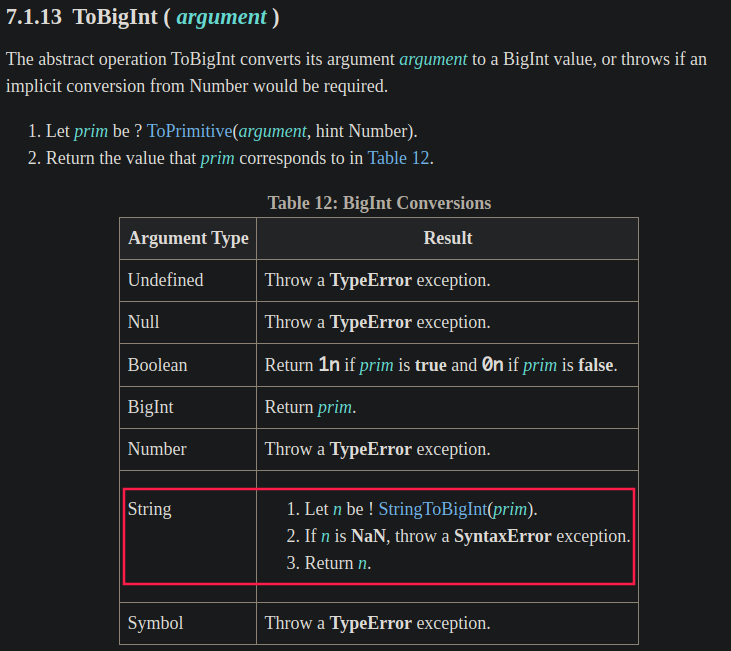 7.1.13 ToBigInt ( argument )
The abstract operation ToBigInt converts its argument argument to a BigInt value, or throws if an
implicit conversion from Number would be required.
1. Let prim be ? ToPrimitive(argument, hint Number).
2. Return the value that prim corresponds to in Table 12.
Table 12: BigInt Conversions
Argument Type Result
Undefined Throw a TypeError exception.
Null Throw a TypeError exception.
Boolean Return 1n if prim is true and 0n if prim is false.
BigInt Return prim.
Number Throw a TypeError exception.
String 1. Let n be ! StringToBigInt(prim).
2. If n is NaN, throw a SyntaxError exception.
3. Return n.
Symbol Throw a TypeError exception.